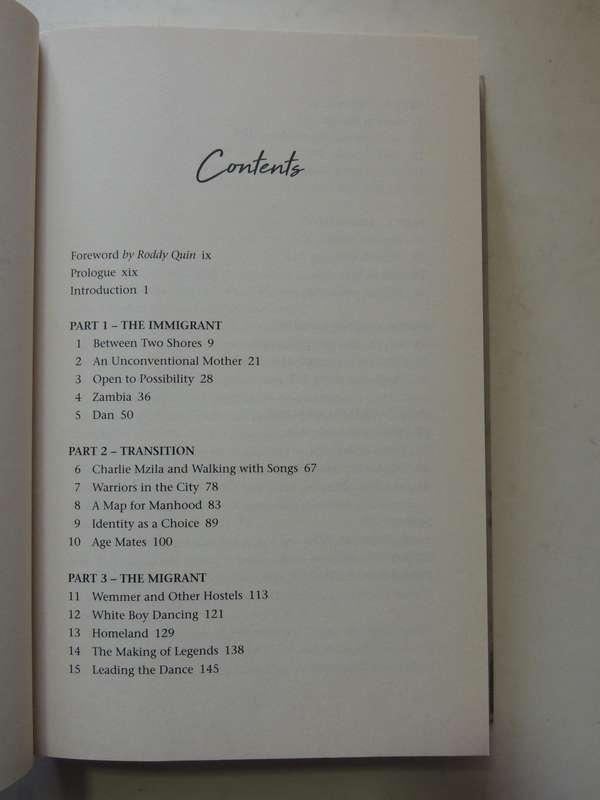 Contents
Foreword by Roddy Quin ix
Prologue xix
Introduction 1
PART 1 – THE IMMIGRANT
1 Between Two Shores 9
2 An Unconventional Mother 21
3 Open to Possibility 28
4 Zambia 36
5 Dan 50
PART 2 – TRANSITION
6 Charlie Mzila and Walking with Songs 67
7 Warriors in the City 78
8 A Map for Manhood 83
9 Identity as a Choice 89
10 Age Mates 100
PART 3 – THE MIGRANT
11 Wemmer and Other Hostels 113
12 White Boy Dancing 121
13 Homeland 129
14 The Making of Legends 138
15 Leading the Dance 145